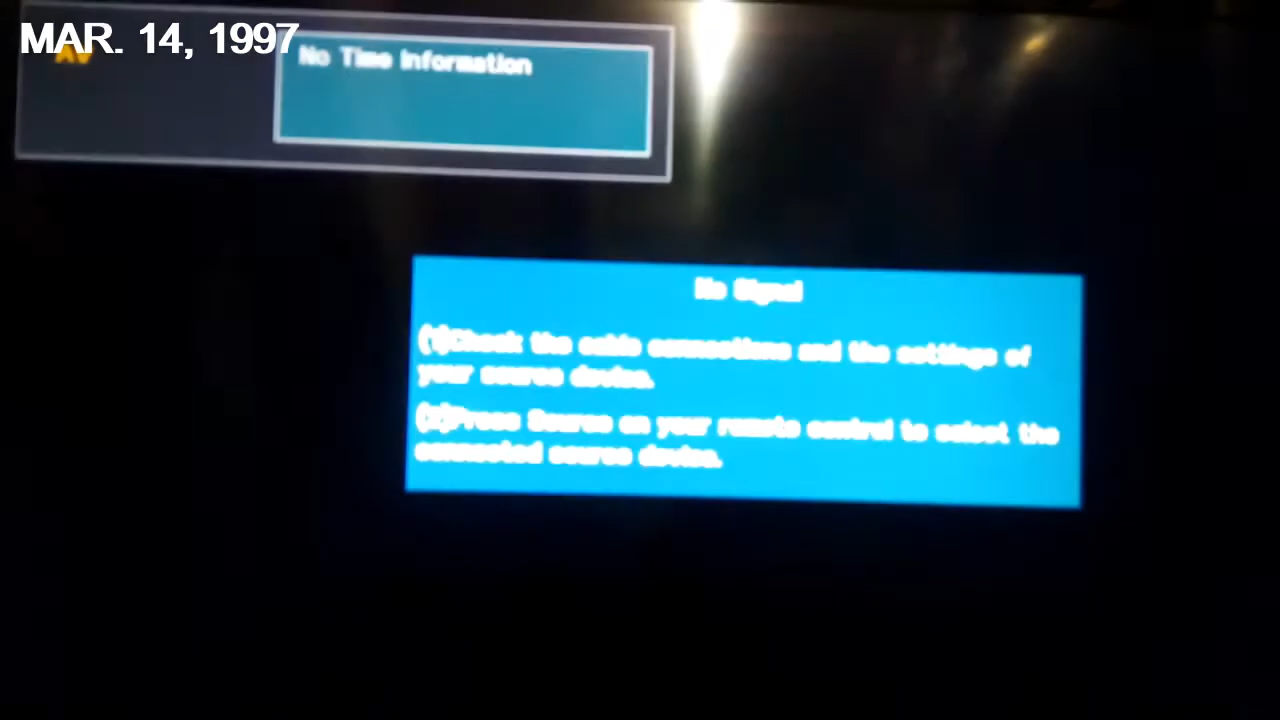 MAR. 14, 1997
AV
No Time Information
No Signal
(1)Check the cable connections and the settings of
your source device.
(2)Press Source on your remote control to select the
connected source device.